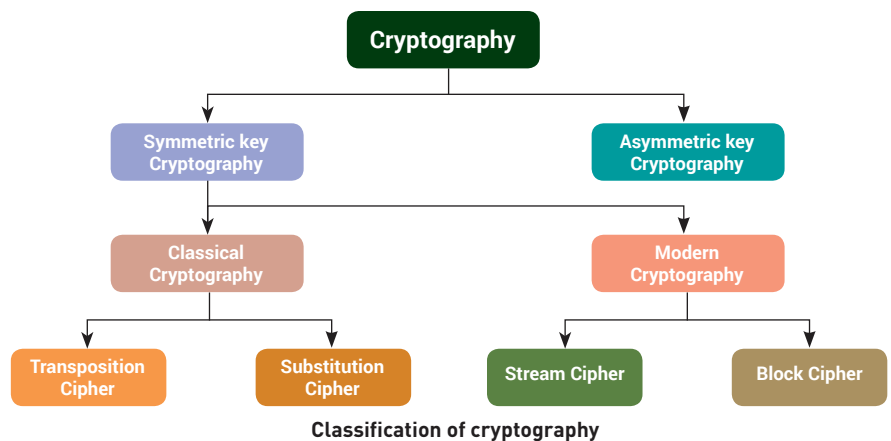 Cryptography
Symmetric key
Cryptography
Asymmetric key
Cryptography
Classical
Cryptography
Modern
Cryptography
Transposition
Cipher
Substitution
Cipher
Stream Cipher
Block Cipher
Classification of cryptography